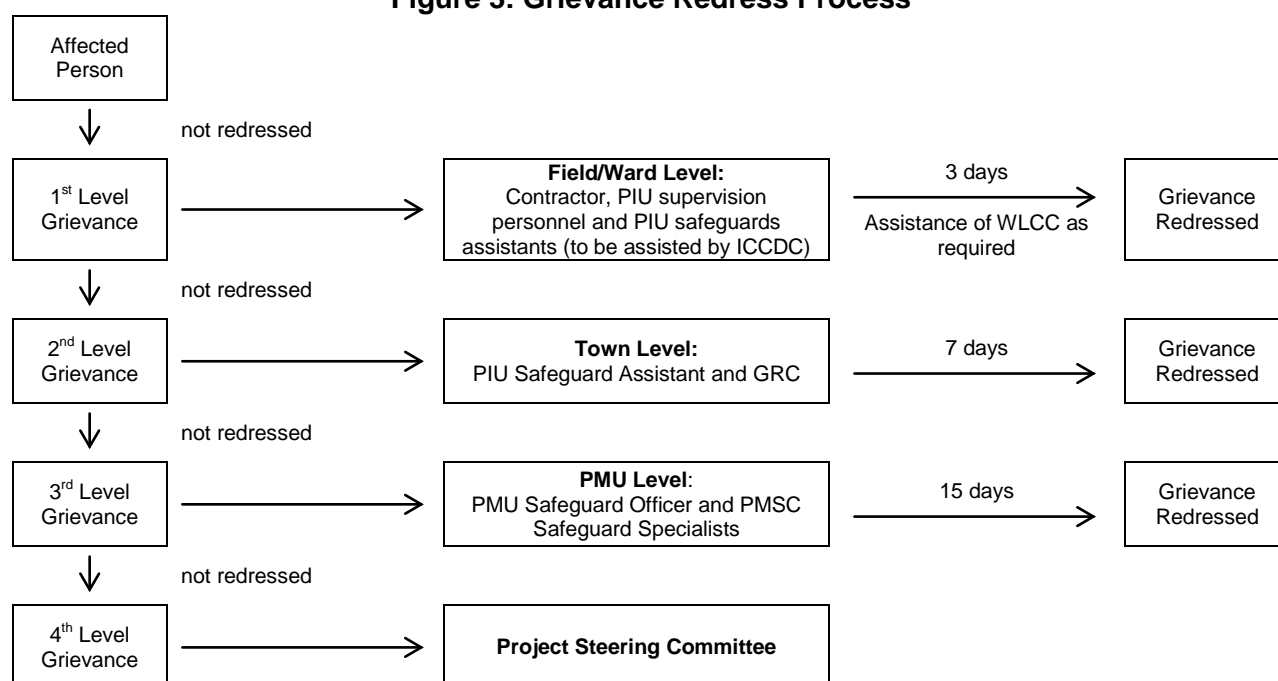 Figure 3: Grievance Redress Process
Affected
Person
not redressed
1st Level
Grievance
Field/Ward Level:
Contractor, PIU supervision
personnel and PIU safeguards
assistants (to be assisted by ICCDC)
3 days
Assistance of WLCC as
required
Grievance
Redressed
not redressed
2nd Level
Grievance
Town Level:
PIU Safeguard Assistant and GRC
7 days
Grievance
Redressed
not redressed
3rd Level
Grievance
PMU Level:
PMU Safeguard Officer and PMSC
Safeguard Specialists
15 days
Grievance
Redressed
not redressed
4th Level
Grievance
Project Steering Committee